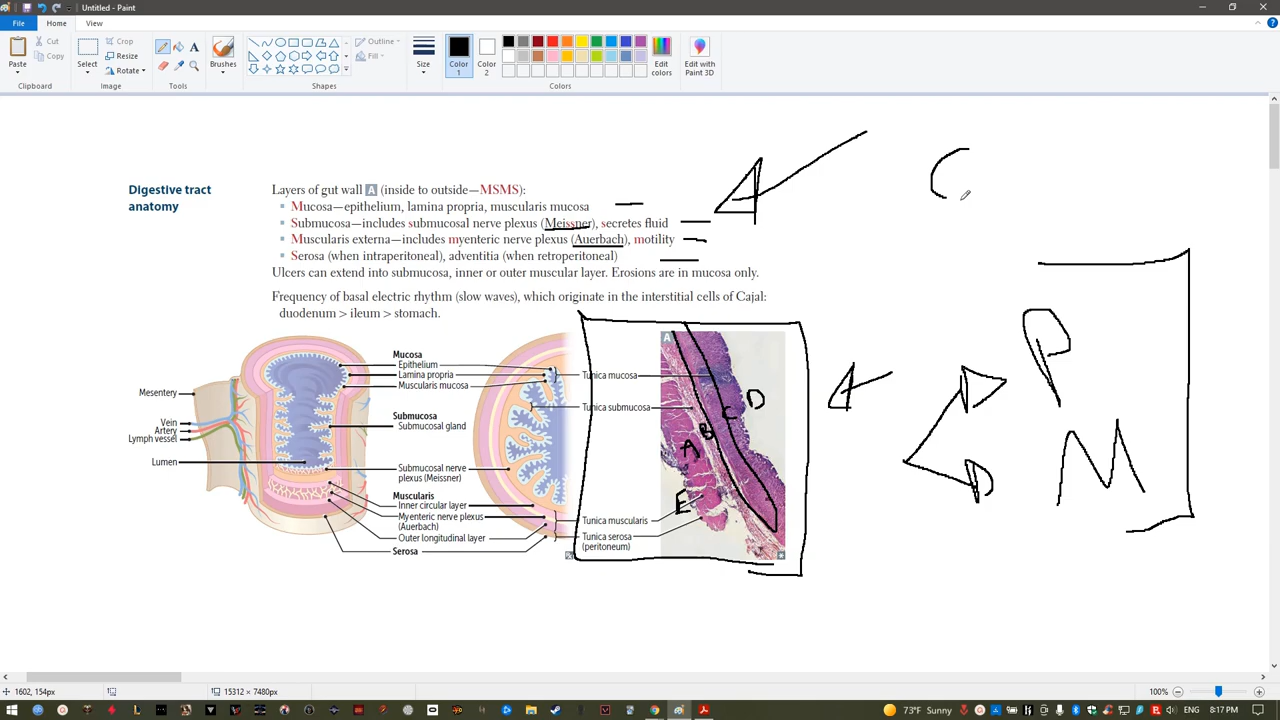 Untitled - Paint
File Home View
Paste Cut Copy Select Crop Resize Rotate Brushes Outline Fill Size Color 1 Color 2 Edit colors Edit with Paint 3D
Clipboard Image Tools Shapes Colors
Digestive tract anatomy
Layers of gut wall A (inside to outside—MSMS):
Mucosa—epithelium, lamina propria, muscularis mucosa
Submucosa—includes submucosal nerve plexus (Meissner), secretes fluid
Muscularis externa—includes myenteric nerve plexus (Auerbach), motility
Serosa (when intraperitoneal), adventitia (when retroperitoneal)
Ulcers can extend into submucosa, inner or outer muscular layer. Erosions are in mucosa only.
Frequency of basal electric rhythm (slow waves), which originate in the interstitial cells of Cajal:
duodenum > ileum > stomach.
Mesentery
Vein
Artery
Lymph vessel
Lumen
Mucosa
Epithelium
Lamina propria
Muscularis mucosa
Submucosa
Submucosal gland
Submucosal nerve
plexus (Meissner)
Muscularis
Inner circular layer
Myenteric nerve plexus
(Auerbach)
Outer longitudinal layer
Serosa
Tunica mucosa
Tunica submucosa
Tunica muscularis
Tunica serosa
(peritoneum)
A
A B C D
E
C
P
M
1602, 154px 15312 × 7480px 100%
73°F Sunny 8:17 PM